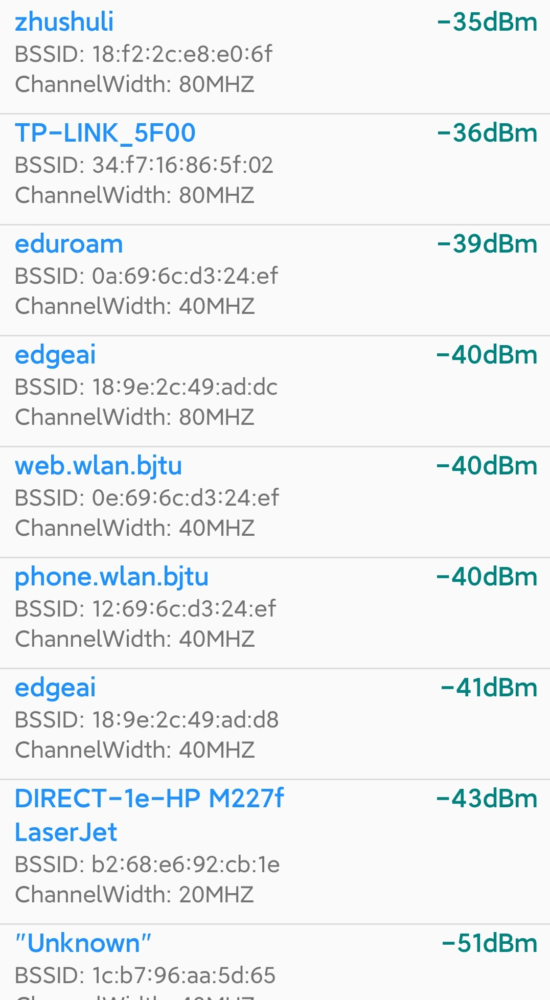 zhushuli
-35dBm
BSSID: 18:f2:2c:e8:e0:6f
ChannelWidth: 80MHZ
TP-LINK_5F00
-36dBm
BSSID: 34:f7:16:86:5f:02
ChannelWidth: 80MHZ
eduroam
-39dBm
BSSID: 0a:69:6c:d3:24:ef
ChannelWidth: 40MHZ
edgeai
-40dBm
BSSID: 18:9e:2c:49:ad:dc
ChannelWidth: 80MHZ
web.wlan.bjtu
-40dBm
BSSID: 0e:69:6c:d3:24:ef
ChannelWidth: 40MHZ
phone.wlan.bjtu
-40dBm
BSSID: 12:69:6c:d3:24:ef
ChannelWidth: 40MHZ
edgeai
-41dBm
BSSID: 18:9e:2c:49:ad:d8
ChannelWidth: 40MHZ
DIRECT-1e-HP M227f
-43dBm
LaserJet
BSSID: b2:68:e6:92:cb:1e
ChannelWidth: 20MHZ
"Unknown"
-51dBm
BSSID: 1c:b7:96:aa:5d:65
ChannelWidth: 40MHZ